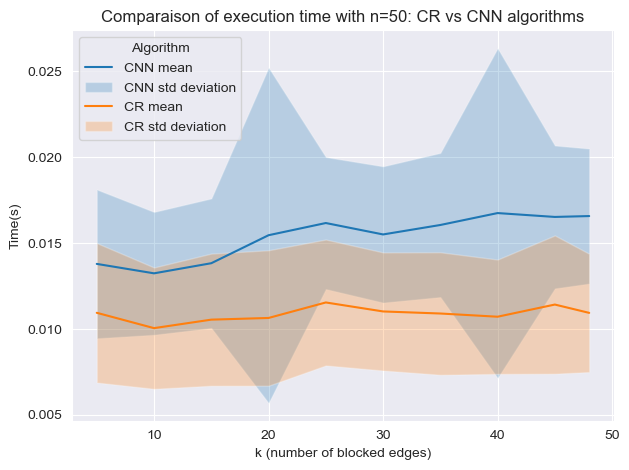 Comparaison of execution time with n=50: CR vs CNN algorithms
Algorithm
CNN mean
CNN std deviation
CR mean
CR std deviation
0.025
0.020
0.015
0.010
0.005
Time(s)
10
20
30
40
50
k (number of blocked edges)